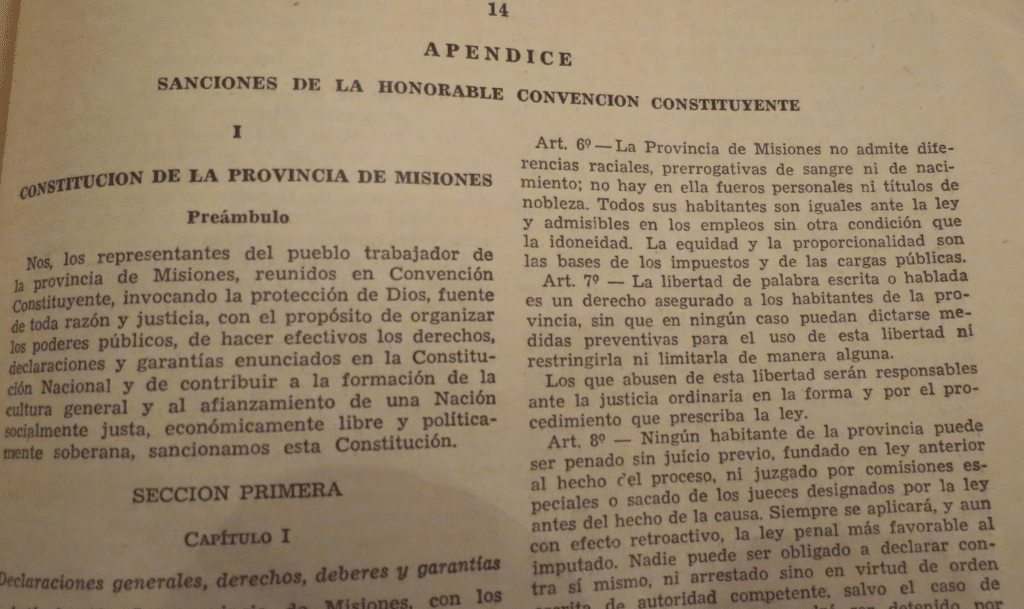 14
APENDICE
SANCIONES DE LA HONORABLE CONVENCION CONSTITUYENTE
I
CONSTITUCION DE LA PROVINCIA DE MISIONES
Preámbulo
Nos, los representantes del pueblo trabajador de
la provincia de Misiones, reunidos en Convención
Constituyente, invocando la protección de Dios, fuente
de toda razón y justicia, con el propósito de organizar
los poderes públicos, de hacer efectivos los derechos,
declaraciones y garantías enunciados en la Constitu-
ción Nacional y de contribuir a la formación de la
cultura general y al afianzamiento de una Nación
socialmente justa, económicamente libre y política-
mente soberana, sancionamos esta Constitución.
SECCION PRIMERA
CAPÍTULO I
Declaraciones generales, derechos, deberes y garantías
de Misiones, con los
Art. 6º — La Provincia de Misiones no admite dife-
rencias raciales, prerrogativas de sangre ni de naci-
miento; no hay en ella fueros personales ni títulos de
nobleza. Todos sus habitantes son iguales ante la ley
y admisibles en los empleos sin otra condición que
la idoneidad. La equidad y la proporcionalidad son
las bases de los impuestos y de las cargas públicas.
Art. 7º — La libertad de palabra escrita o hablada
es un derecho asegurado a los habitantes de la pro-
vincia, sin que en ningún caso puedan dictarse me-
didas preventivas para el uso de esta libertad ni
restringirla ni limitarla de manera alguna.
Los que abusen de esta libertad serán responsables
ante la justicia ordinaria en la forma y por el pro-
cedimiento que prescriba la ley.
Art. 8º — Ningún habitante de la provincia puede
ser penado sin juicio previo, fundado en ley anterior
al hecho del proceso, ni juzgado por comisiones es-
peciales o sacado de los jueces designados por la ley
antes del hecho de la causa. Siempre se aplicará, y aun
con efecto retroactivo, la ley penal más favorable al
imputado. Nadie puede ser obligado a declarar con-
tra sí mismo, ni arrestado sino en virtud de orden
escrita de autoridad competente, salvo el caso de
detenido por